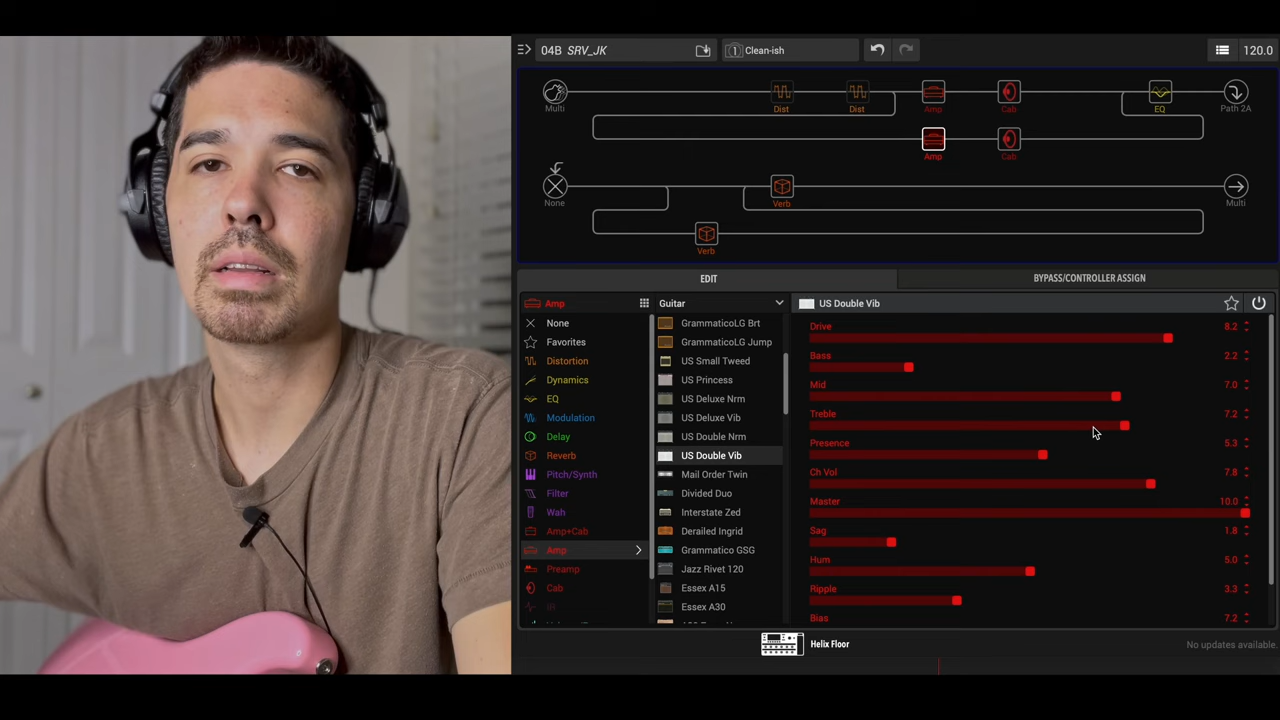 04B SRV_JK
1 Clean-ish
120.0
Multi
Dist
Dist
Amp
Cab
EQ
Path 2A
Amp
Cab
None
Verb
Multi
Verb
EDIT
BYPASS/CONTROLLER ASSIGN
Amp
None
Favorites
Distortion
Dynamics
EQ
Modulation
Delay
Reverb
Pitch/Synth
Filter
Wah
Amp+Cab
Amp
Preamp
Cab
IR
Guitar
GrammaticoLG Brt
GrammaticoLG Jump
US Small Tweed
US Princess
US Deluxe Nrm
US Deluxe Vib
US Double Nrm
US Double Vib
Mail Order Twin
Divided Duo
Interstate Zed
Derailed Ingrid
Grammatico GSG
Jazz Rivet 120
Essex A15
Essex A30
US Double Vib
Drive 8.2
Bass 2.2
Mid 7.0
Treble 7.2
Presence 5.3
Ch Vol 7.8
Master 10.0
Sag 1.8
Hum 5.0
Ripple 3.3
Bias 7.2
Helix Floor
No updates available.